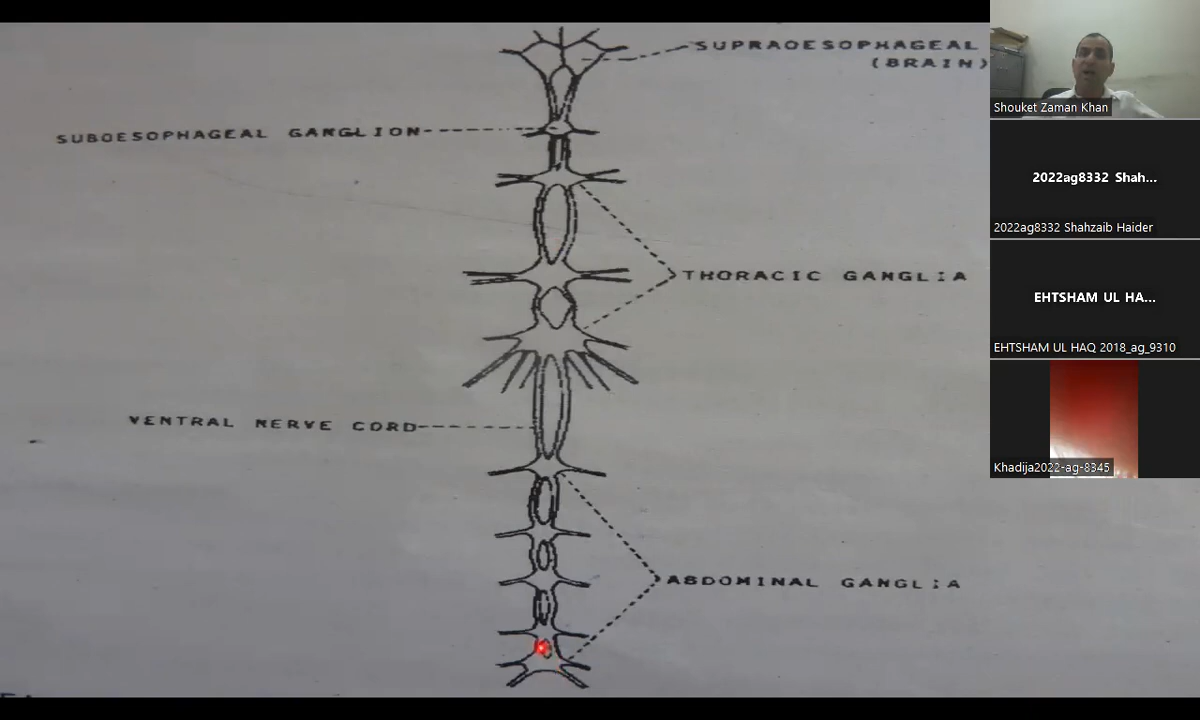 SUPRAOESOPHAGEAL
(BRAIN)
SUBOESOPHAGEAL GANGLION
THORACIC GANGLIA
VENTRAL NERVE CORD
ABDOMINAL GANGLIA
Shouket Zaman Khan
2022ag8332 Shah...
2022ag8332 Shahzaib Haider
EHTSHAM UL HA...
EHTSHAM UL HAQ 2018_ag_9310
Khadija2022-ag-8345